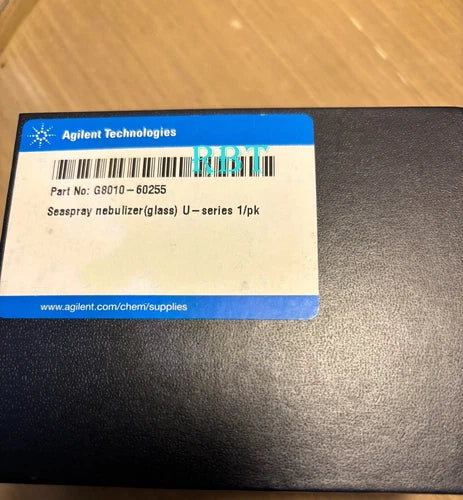 Agilent Technologies
RBT
Part No: G8010-60255
Seaspray nebulizer(glass) U-series 1/pk
www.agilent.com/chem/supplies